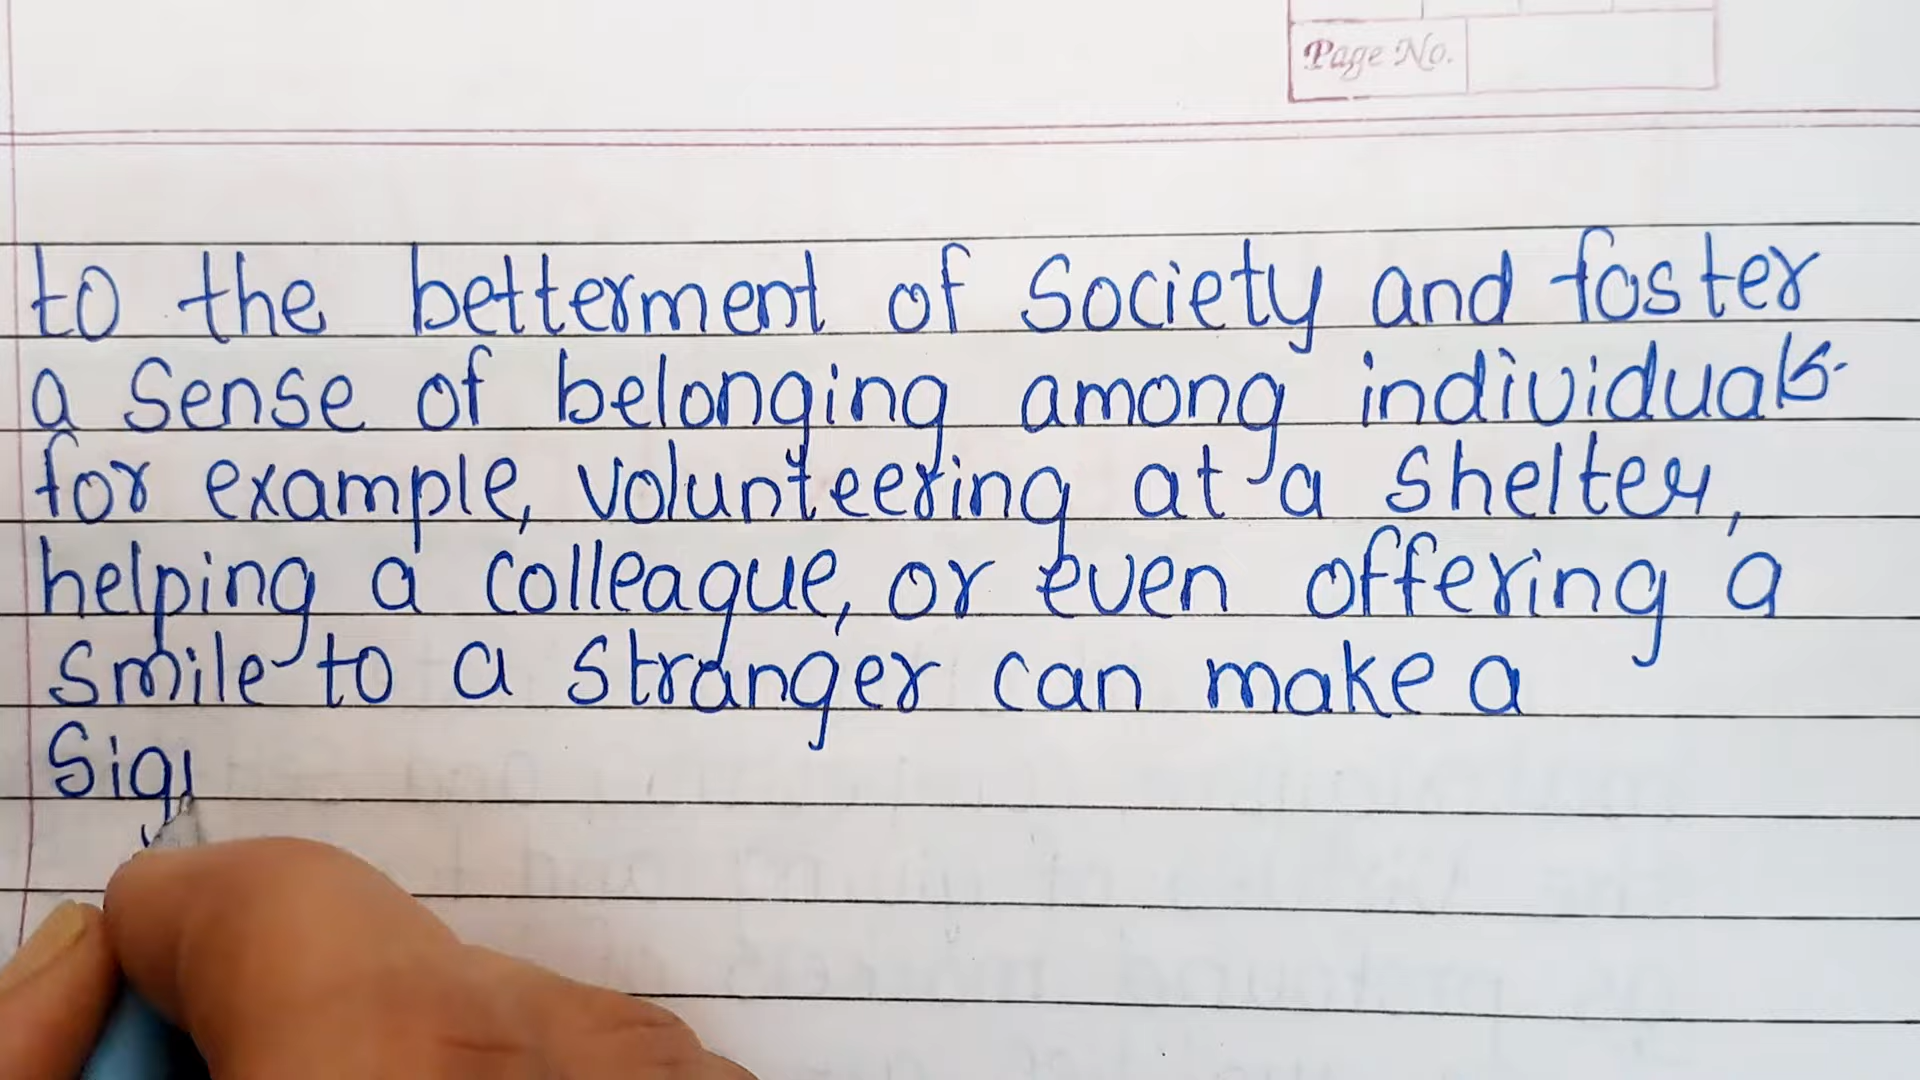 Page No.
to the betterment of Society and foster
a Sense of belonging among individuals.
for example, volunteering at a shelter,
helping a colleague, or even offering a
smile to a stranger can make a
Sig